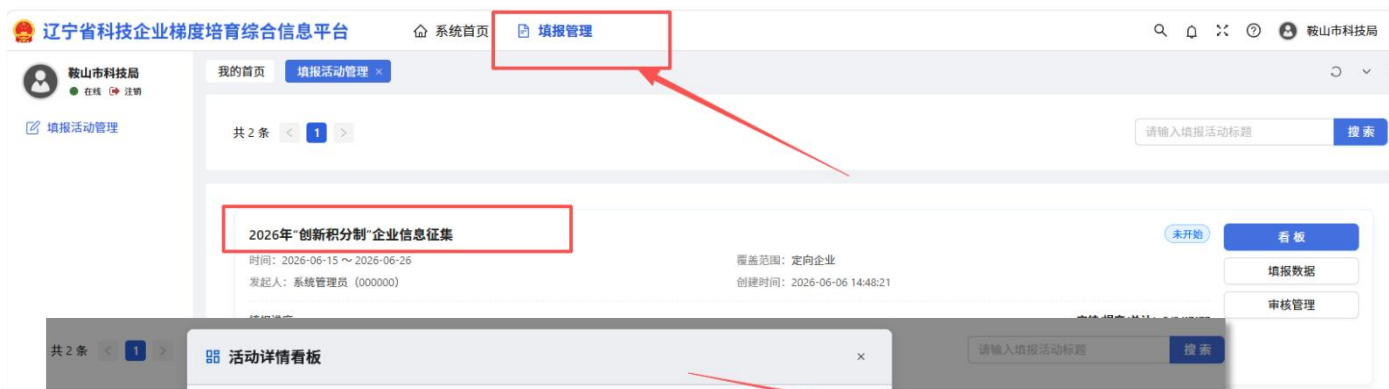 辽宁省科技企业梯度培育综合信息平台 系统首页 填报管理 鞍山市科技局
鞍山市科技局
在线 注销
我的首页 填报活动管理 ×
填报活动管理
共 2 条 < 1 > 请输入填报活动标题 搜索
2026年“创新积分制”企业信息征集 未开始 看板
时间：2026-06-15 ～ 2026-06-26 覆盖范围：定向企业
填报数据
发起人：系统管理员（000000） 创建时间：2026-06-06 14:48:21
审核管理
共 2 条 < 1 > 活动详情看板 × 请输入填报活动标题 搜索